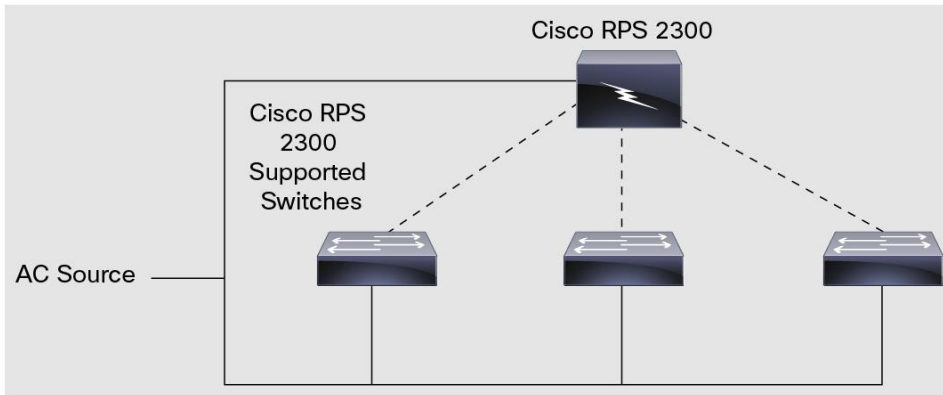 Cisco RPS 2300
Cisco RPS
2300
Supported
Switches
AC Source